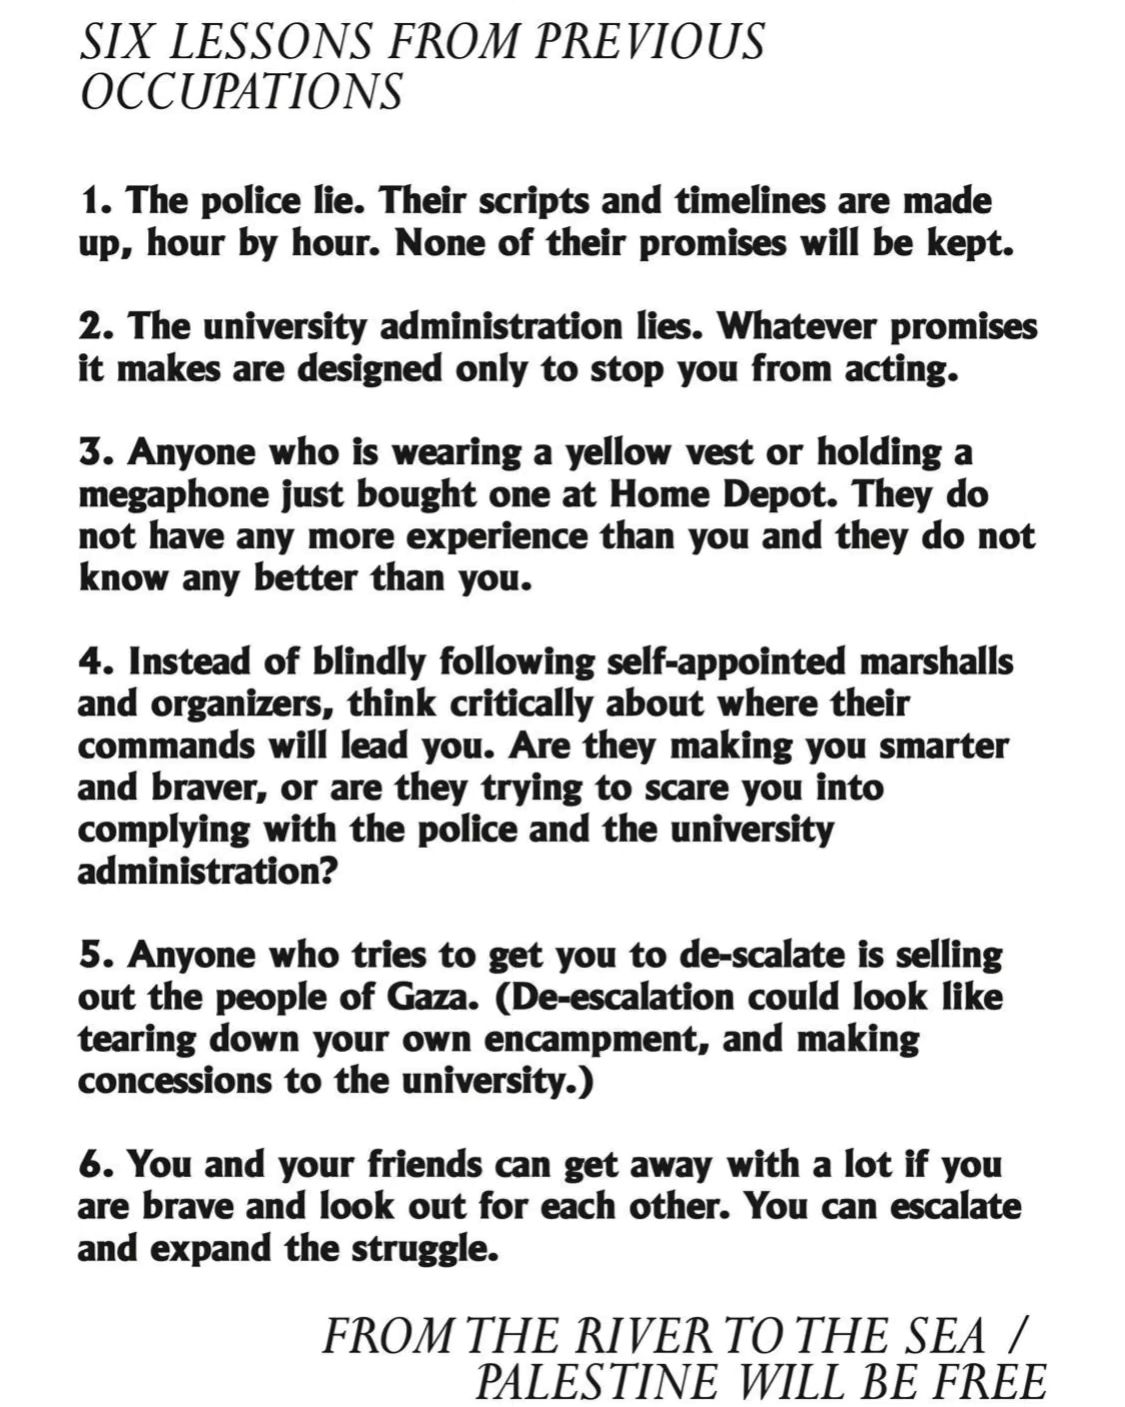 SIX LESSONS FROM PREVIOUS
OCCUPATIONS
1. The police lie. Their scripts and timelines are made
up, hour by hour. None of their promises will be kept.
2. The university administration lies. Whatever promises
it makes are designed only to stop you from acting.
3. Anyone who is wearing a yellow vest or holding a
megaphone just bought one at Home Depot. They do
not have any more experience than you and they do not
know any better than you.
4. Instead of blindly following self-appointed marshalls
and organizers, think critically about where their
commands will lead you. Are they making you smarter
and braver, or are they trying to scare you into
complying with the police and the university
administration?
5. Anyone who tries to get you to de-scalate is selling
out the people of Gaza. (De-escalation could look like
tearing down your own encampment, and making
concessions to the university.)
6. You and your friends can get away with a lot if you
are brave and look out for each other. You can escalate
and expand the struggle.
FROM THE RIVER TO THE SEA /
PALESTINE WILL BE FREE